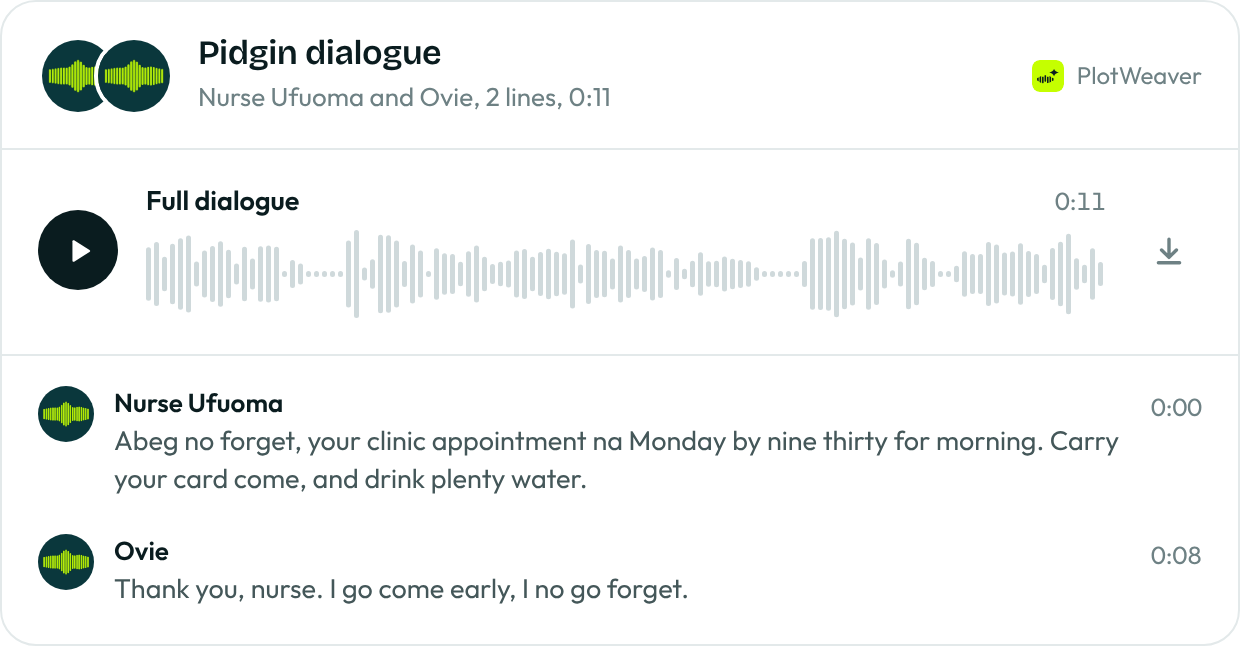 Pidgin dialogue
Nurse Ufuoma and Ovie, 2 lines, 0:11
PlotWeaver
Full dialogue
0:11
Nurse Ufuoma
0:00
Abeg no forget, your clinic appointment na Monday by nine thirty for morning. Carry
your card come, and drink plenty water.
Ovie
0:08
Thank you, nurse. I go come early, I no go forget.